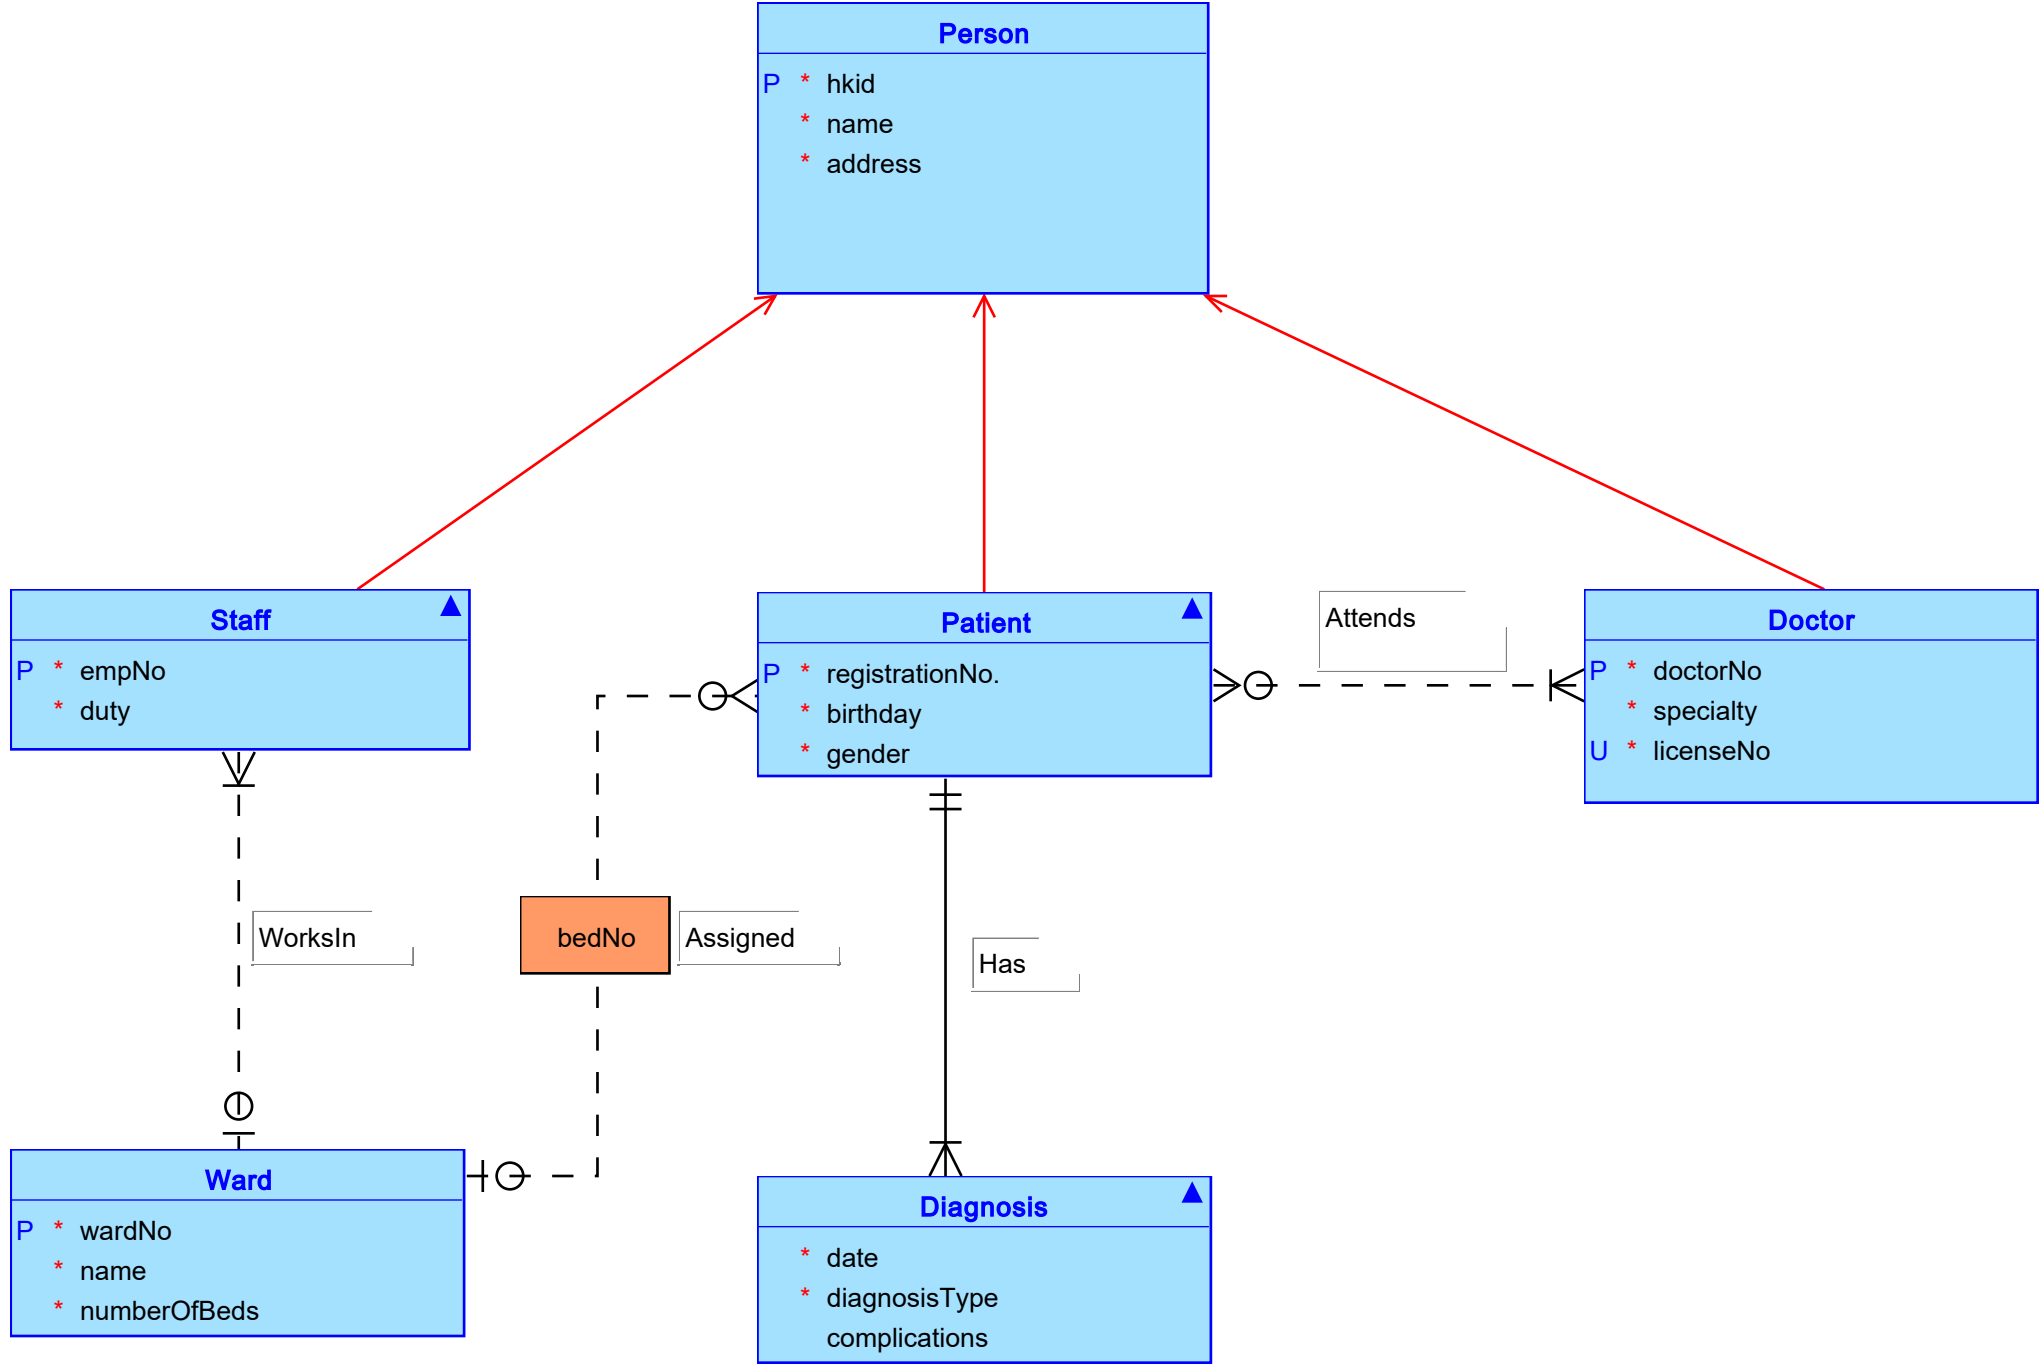 Person
P * hkid
* name
* address
Staff
P * empNo
* duty
Patient
P * registrationNo.
* birthday
* gender
Attends
Doctor
P * doctorNo
* specialty
U * licenseNo
WorksIn
bedNo
Assigned
Has
Ward
P * wardNo
* name
* numberOfBeds
Diagnosis
* date
* diagnosisType
complications